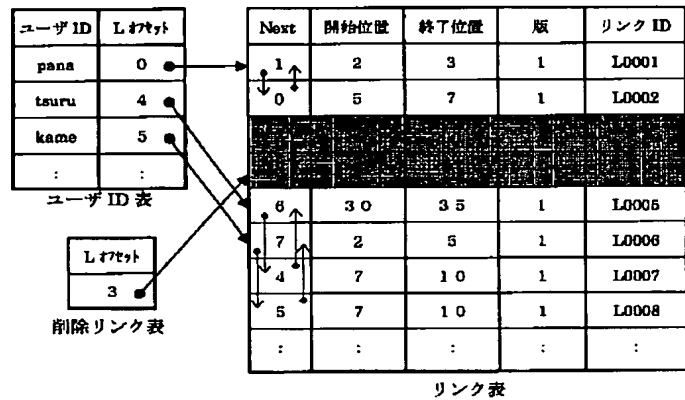 ユーザID Lオフセット
pana 0
tsuru 4
kame 5
: :
ユーザID表
Lオフセット
3
削除リンク表
Next 開始位置 終了位置 版 リンクID
1 2 3 1 L0001
0 5 7 1 L0002
6 30 35 1 L0005
7 2 5 1 L0006
4 7 10 1 L0007
5 7 10 1 L0008
: : : : :
リンク表